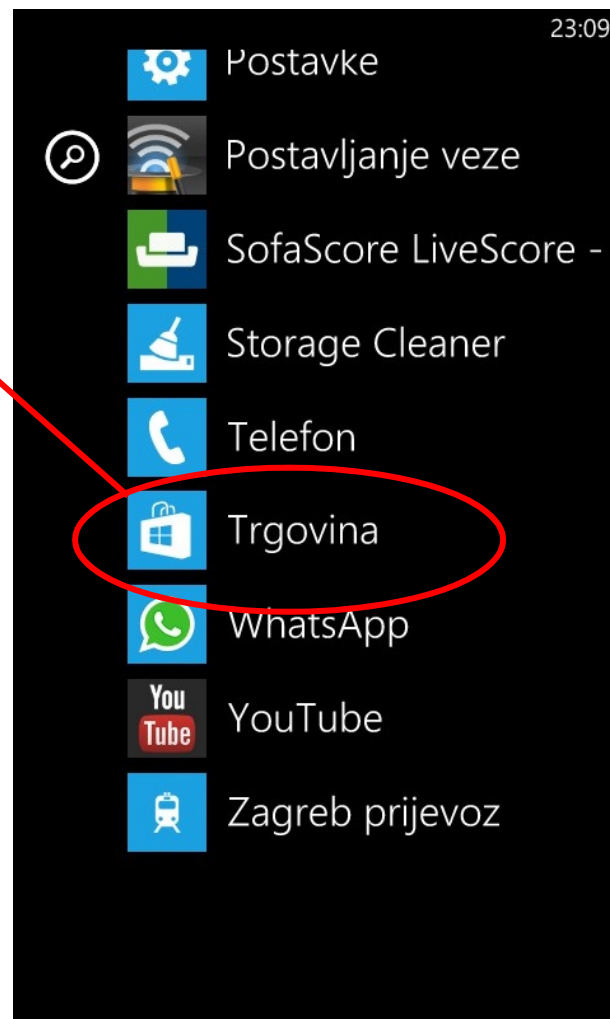 23:09
Postavke
Postavljanje veze
SofaScore LiveScore -
Storage Cleaner
Telefon
Trgovina
WhatsApp
You
Tube
YouTube
Zagreb prijevoz